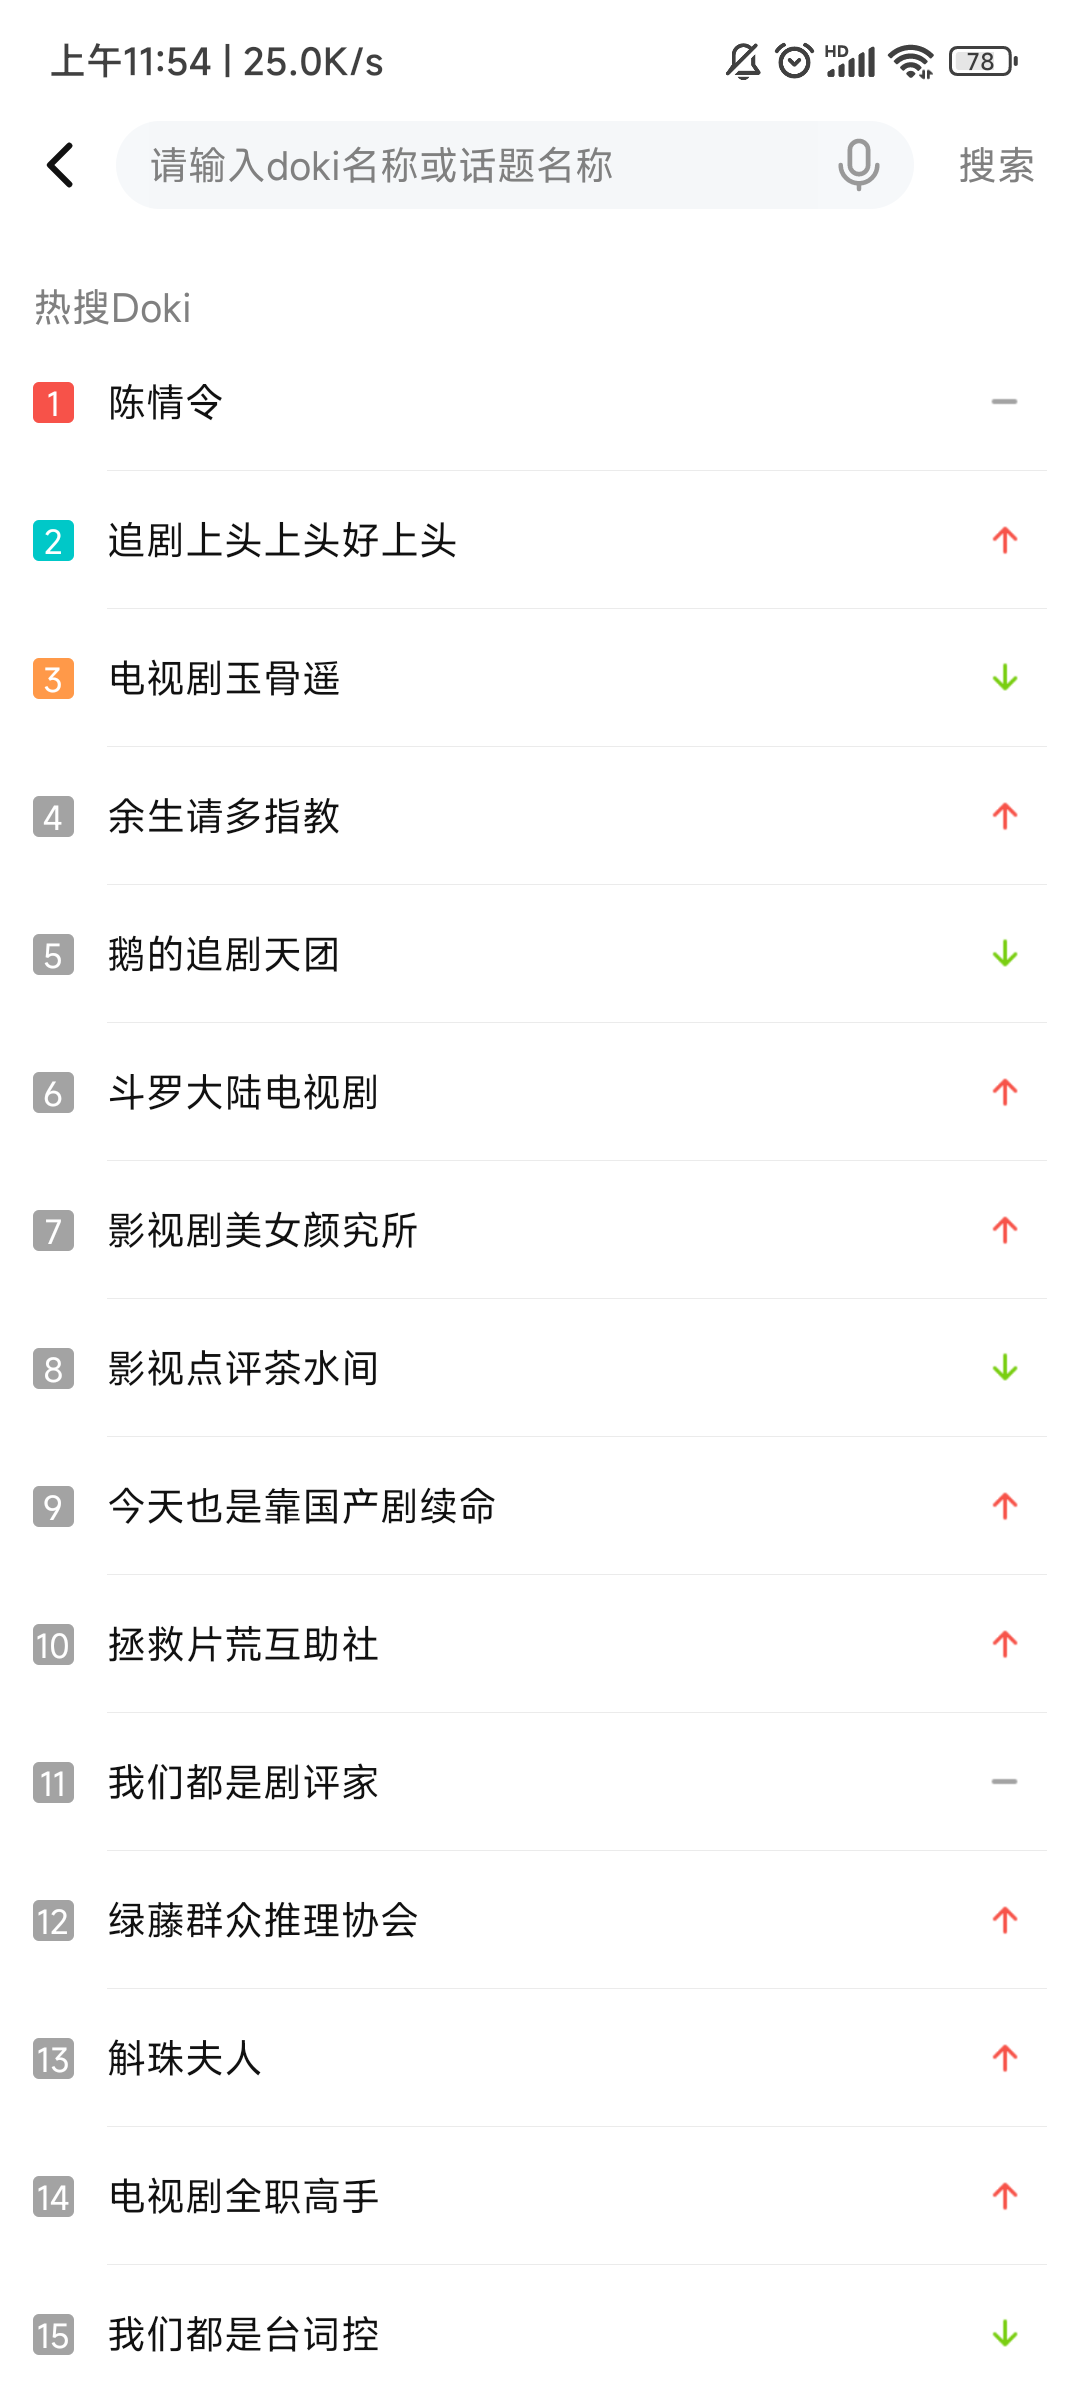 上午11:54 | 25.0K/s
HD
78
请输入doki名称或话题名称
搜索
热搜Doki
1 陈情令
2 追剧上头上头好上头
3 电视剧玉骨遥
4 余生请多指教
5 鹅的追剧天团
6 斗罗大陆电视剧
7 影视剧美女颜究所
8 影视点评茶水间
9 今天也是靠国产剧续命
10 拯救片荒互助社
11 我们都是剧评家
12 绿藤群众推理协会
13 斛珠夫人
14 电视剧全职高手
15 我们都是台词控